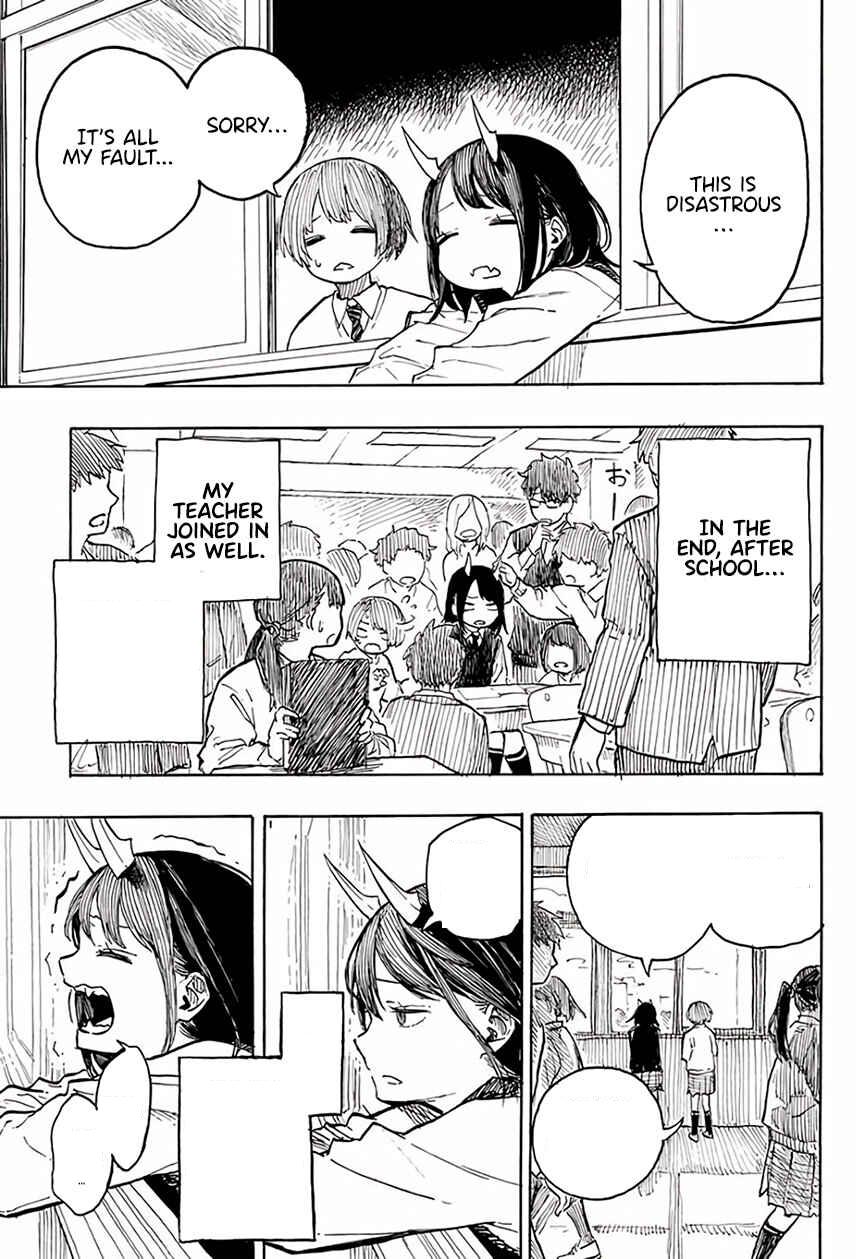 THIS IS
DISASTROUS
...
SORRY...
IT'S ALL
MY FAULT...
IN THE
END, AFTER
SCHOOL...
お
ー
MY
TEACHER
JOINED IN
AS WELL.
...